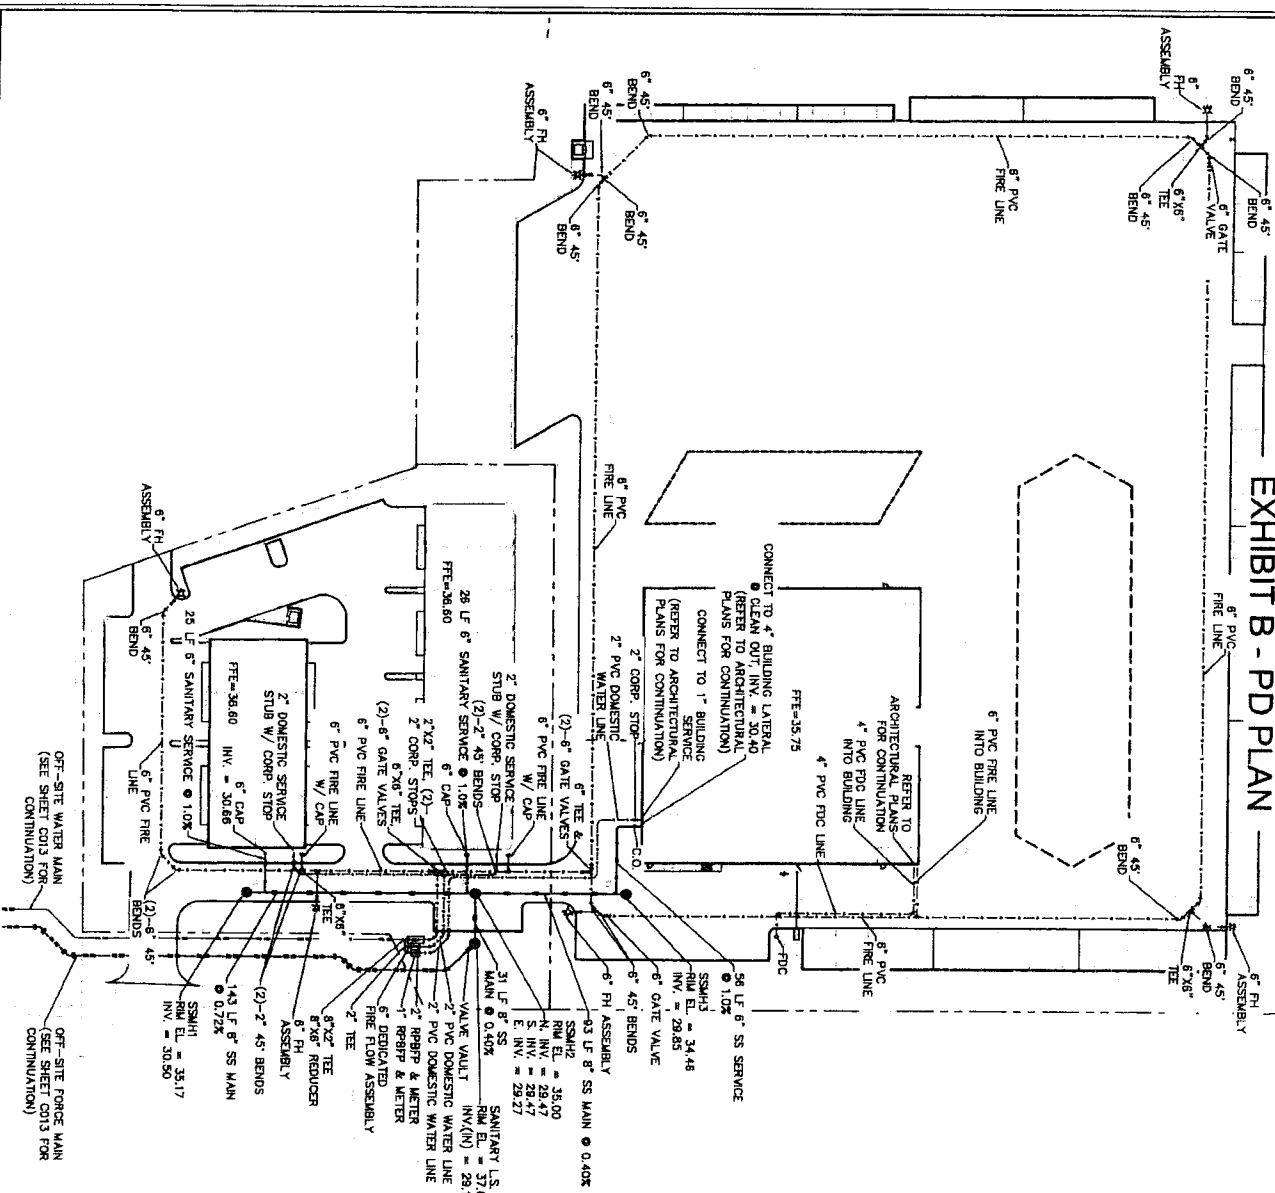 EXHIBIT B - PD PLAN
6" FH
ASSEMBLY
6" 45°
BEND
6" 45°
BEND
6"X6"
TEE
6" GATE
VALVE
6" 45°
BEND
6" PVC
FIRE LINE
6" 45°
BEND
6" 45°
BEND
6" FH
ASSEMBLY
6" 45°
BEND
6" 45°
BEND
6" PVC
FIRE LINE
6" PVC
FIRE LINE
6" PVC FIRE LINE
INTO BUILDING
REFER TO
ARCHITECTURAL PLANS
FOR CONTINUATION
4" PVC FDC LINE
INTO BUILDING
4" PVC FDC LINE
FFE=35.75
CONNECT TO 4" BUILDING LATERAL
@ CLEAN OUT, INV. = 30.40
(REFER TO ARCHITECTURAL
PLANS FOR CONTINUATION)
CONNECT TO 1" BUILDING
SERVICE
(REFER TO ARCHITECTURAL
PLANS FOR CONTINUATION)
2" CORP. STOP
2" PVC DOMESTIC
WATER LINE
C.O.
6" 45°
BEND
6"X6"
TEE
6" 45°
BEND
6" FH
ASSEMBLY
6" PVC
FIRE LINE
FDC
6" TEE &
(2)-6" GATE VALVES
6" PVC FIRE LINE
W/ CAP
2" DOMESTIC SERVICE
STUB W/ CORP. STOP
(2)-2" 45° BENDS
26 LF 6" SANITARY SERVICE @ 1.0%
FFE=36.60
6" CAP
2"X2" TEE, (2)
2" CORP. STOPS
6"X6" TEE,
(2)-6" GATE VALVES
6" PVC FIRE LINE
6" PVC FIRE LINE
W/ CAP
2" DOMESTIC SERVICE
STUB W/ CORP. STOP
6" CAP
FFE=36.60
INV. = 30.66
25 LF 6" SANITARY SERVICE @ 1.0%
6" FH
ASSEMBLY
6" 45°
BEND
6" PVC FIRE
LINE
(2)-6" 45°
BENDS
6"X6"
TEE
56 LF 6" SS SERVICE
@ 1.0%
SSMH3
RIM EL. = 34.46
INV. = 29.85
6" GATE VALVE
6" 45° BENDS
6" FH ASSEMBLY
93 LF 8" SS MAIN @ 0.40%
SSMH2
RIM EL = 35.00
N. INV. = 29.47
S. INV. = 29.47
E. INV. = 29.27
31 LF 8" SS
MAIN @ 0.40%
SANITARY L.S.
RIM EL. = 37.
INV.(IN) = 29.
VALVE VAULT
2" PVC DOMESTIC WATER LINE
2" PVC DOMESTIC WATER LINE
2" RPBFP & METER
1" RPBFP & METER
6" DEDICATED
FIRE FLOW ASSEMBLY
2" TEE
8"X2" TEE
8"X6" REDUCER
6" FH
ASSEMBLY
(2)-2" 45° BENDS
143 LF 8" SS MAIN
@ 0.72%
SSMH1
RIM EL = 35.17
INV. = 30.50
OFF-SITE WATER MAIN
(SEE SHEET C013 FOR
CONTINUATION)
OFF-SITE FORCE MAIN
(SEE SHEET C013 FOR
CONTINUATION)